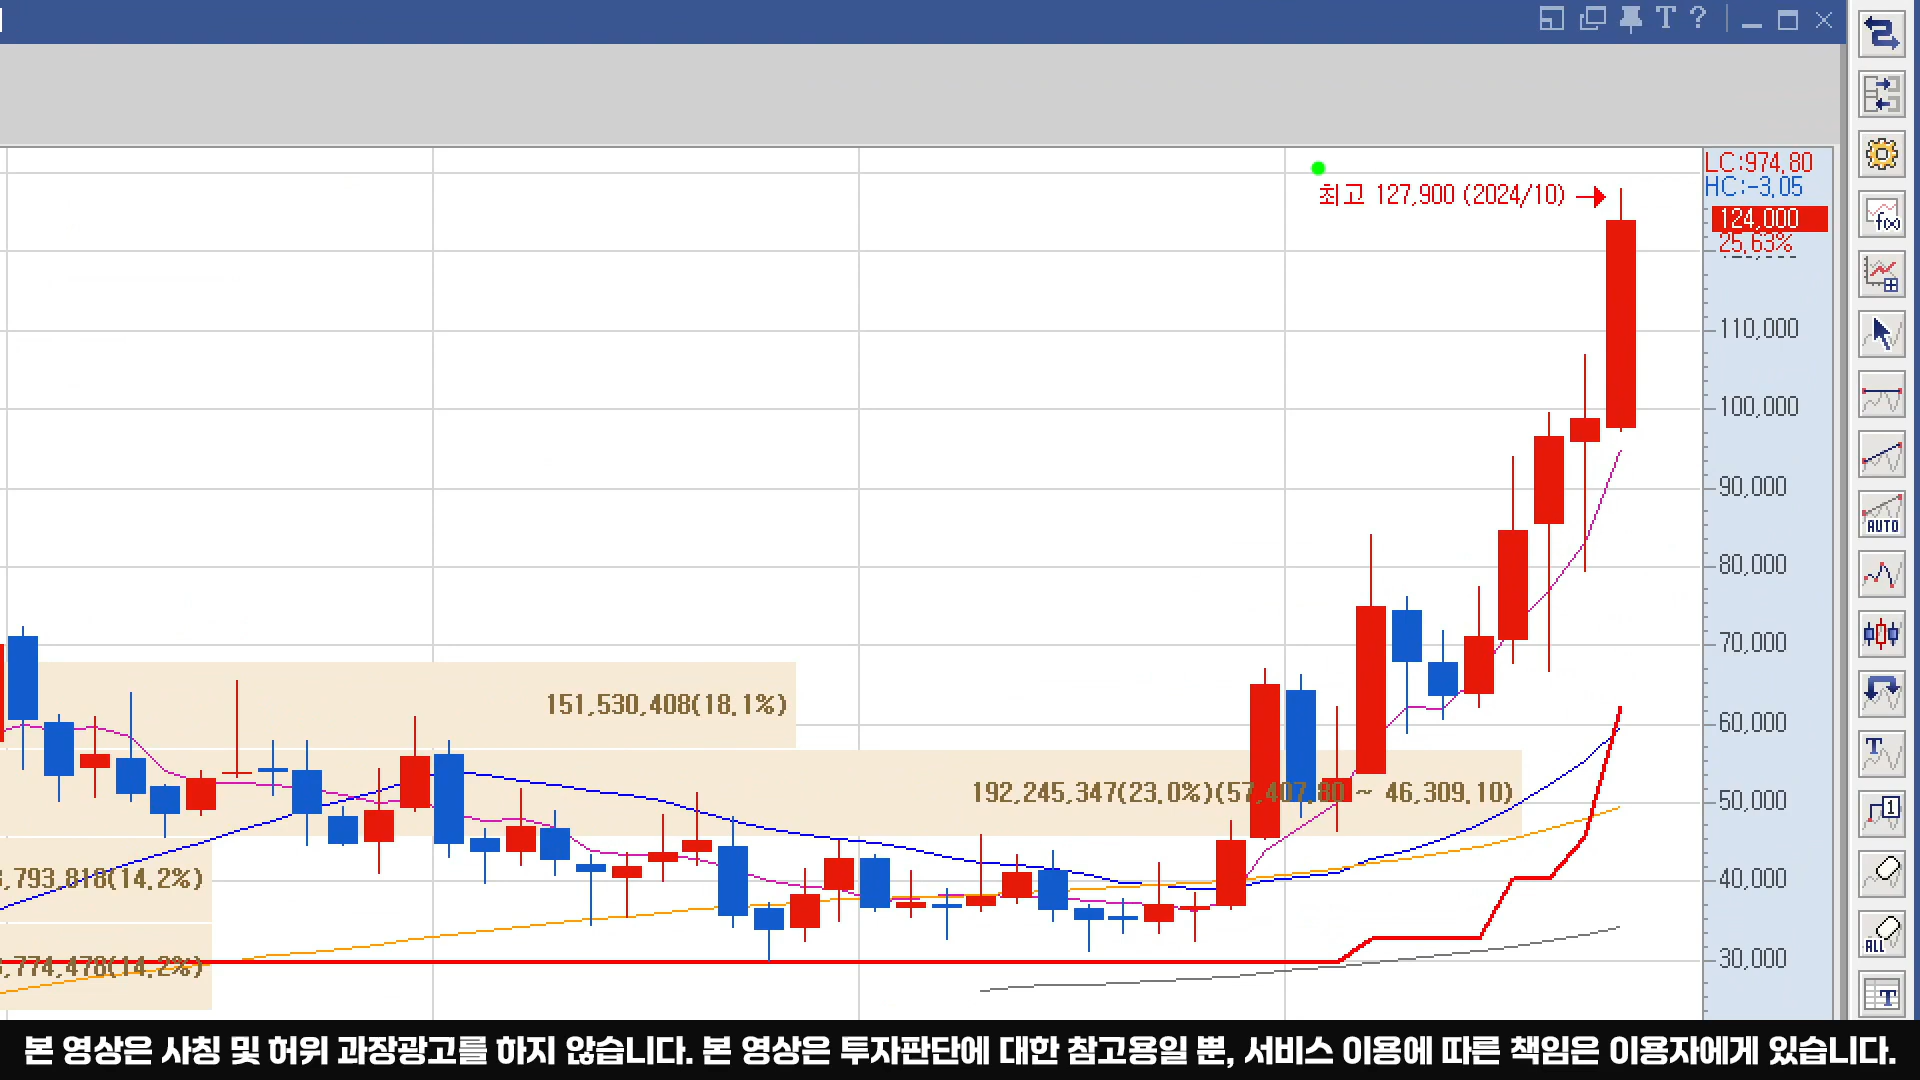 T ?
LC:974.80
HC:-3.05
최고 127,900 (2024/10)
124,000
25.63%
110,000
100,000
90,000
80,000
70,000
60,000
50,000
40,000
30,000
151,530,408(18.1%)
192,245,347(23.0%)(57,407.80 ~ 46,309.10)
,793,818(14.2%)
,774,478(14.2%)
f(x)
AUTO
T
1
ALL
T
본 영상은 사칭 및 허위 과장광고를 하지 않습니다. 본 영상은 투자판단에 대한 참고용일 뿐, 서비스 이용에 따른 책임은 이용자에게 있습니다.